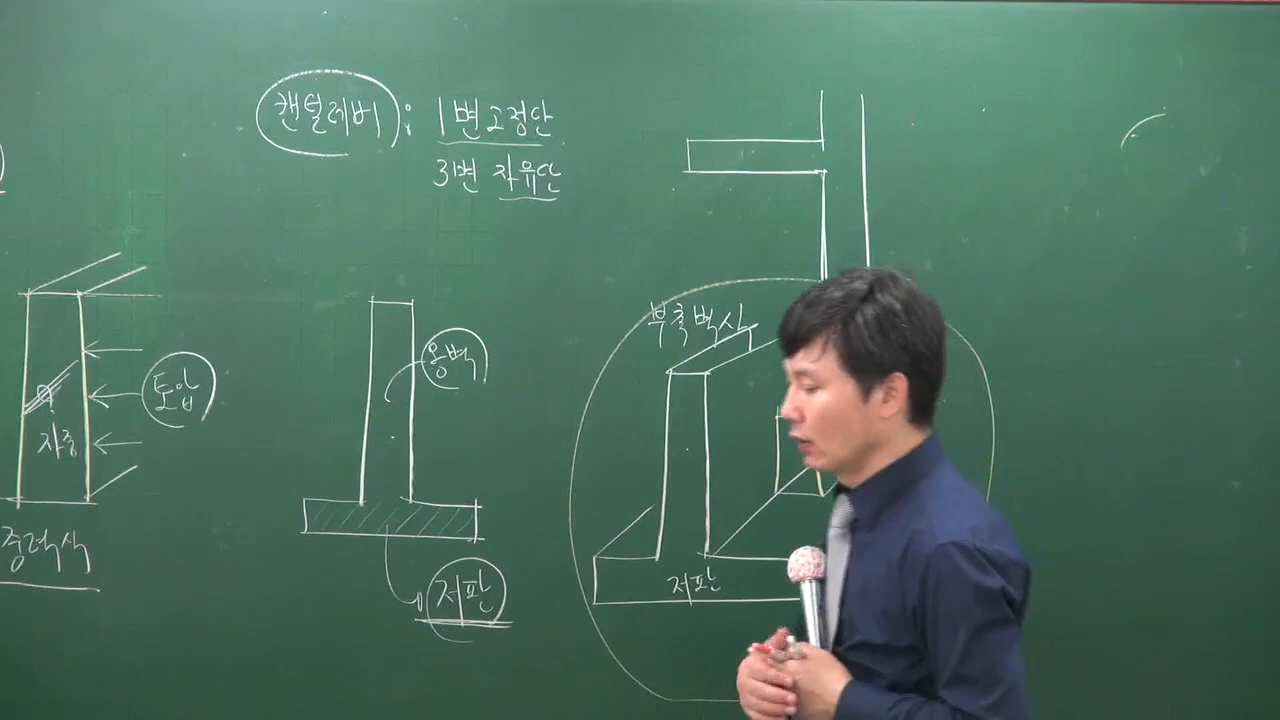 캔틸레버 : 1변 고정단
3변 자유단
토압
자중
중력식
옹벽
저판
부축벽식
저판